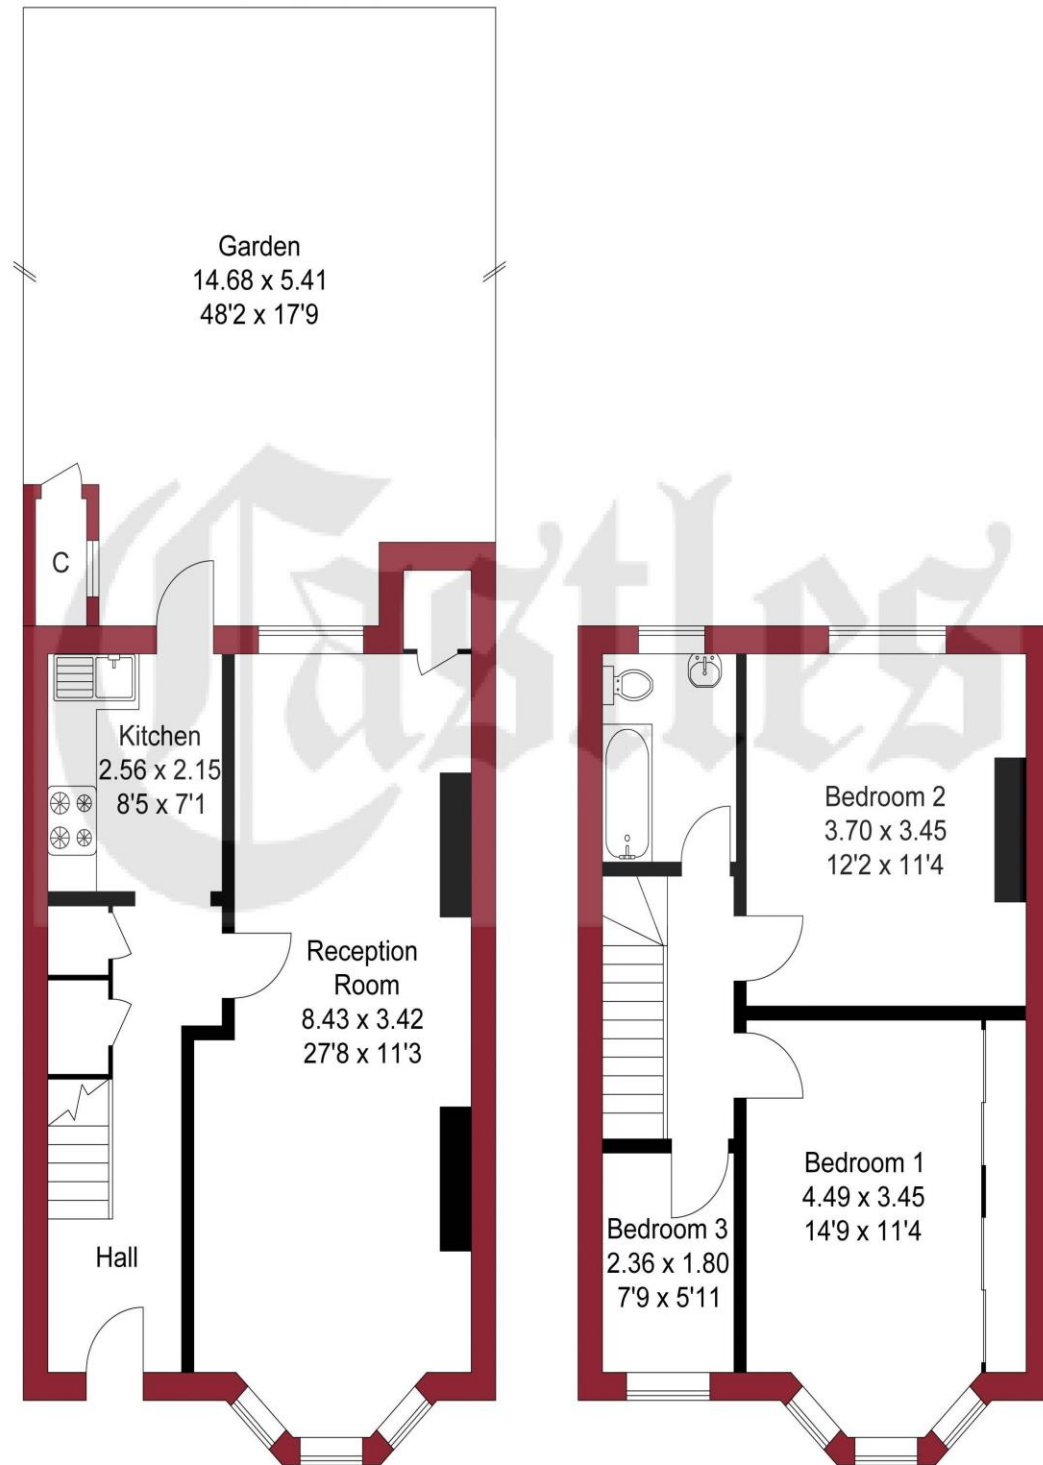 Garden
14.68 x 5.41
48'2 x 17'9
C
Castles
Kitchen
2.56 x 2.15
8'5 x 7'1
Reception
Room
8.43 x 3.42
27'8 x 11'3
Hall
Bedroom 2
3.70 x 3.45
12'2 x 11'4
Bedroom 1
4.49 x 3.45
14'9 x 11'4
Bedroom 3
2.36 x 1.80
7'9 x 5'11